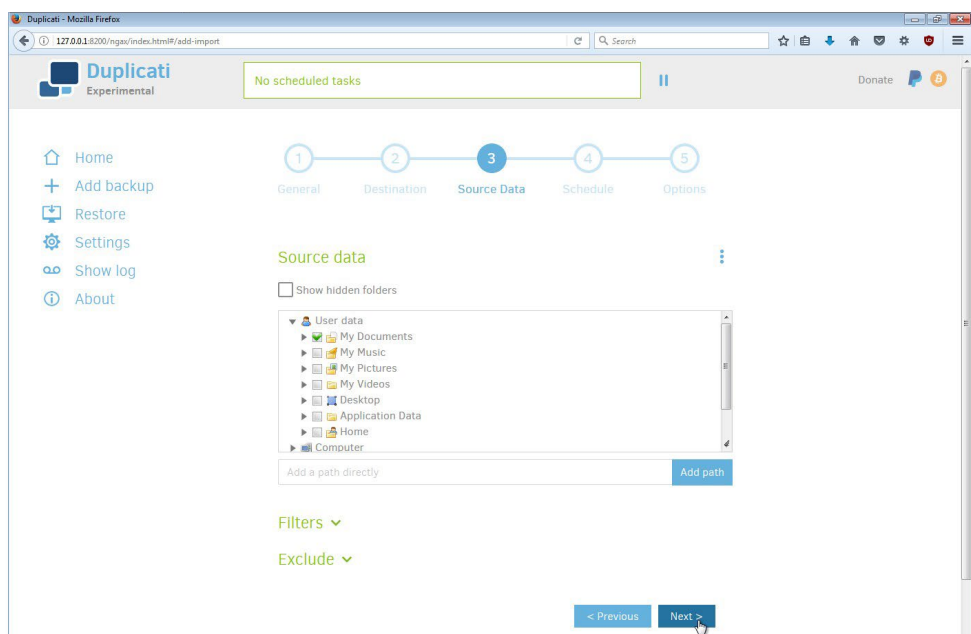 Duplicati - Mozilla Firefox
127.0.0.1:8200/ngax/index.html#/add-import
Search
Duplicati
Experimental
No scheduled tasks
Donate
Home
Add backup
Restore
Settings
Show log
About
1 2 3 4 5
General Destination Source Data Schedule Options
Source data
Show hidden folders
User data
My Documents
My Music
My Pictures
My Videos
Desktop
Application Data
Home
Computer
Add a path directly
Add path
Filters
Exclude
< Previous Next >